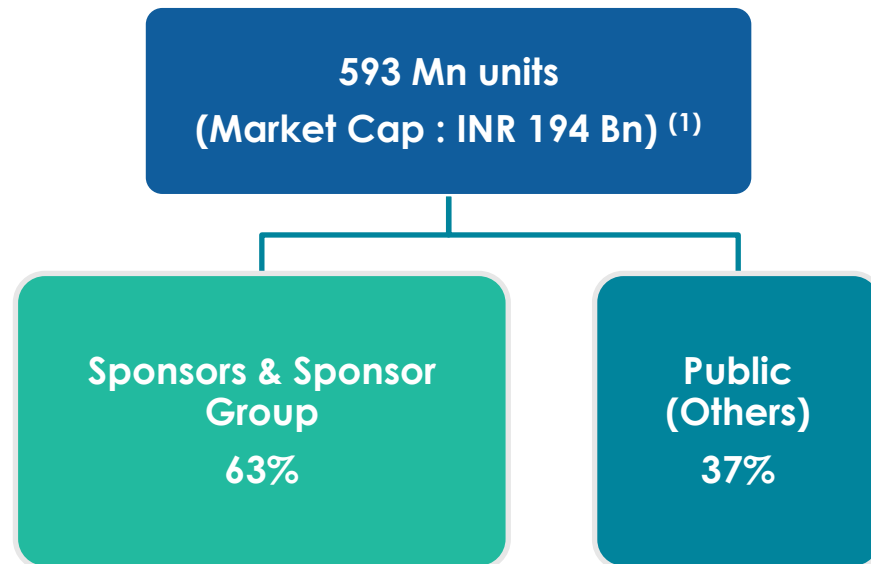 593 Mn units
(Market Cap : INR 194 Bn) (1)
Sponsors & Sponsor
Group
63%
Public
(Others)
37%